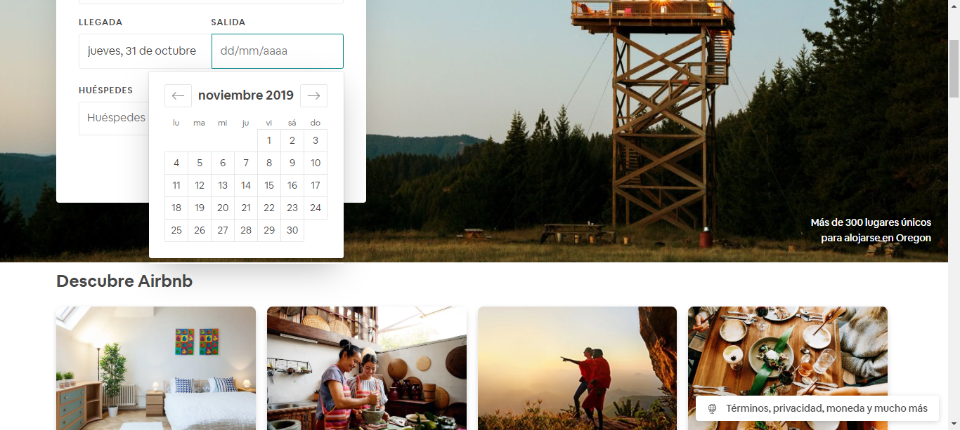 LLEGADA SALIDA
jueves, 31 de octubre dd/mm/aaaa
HUÉSPEDES
Huéspedes
noviembre 2019
lu ma mi ju vi sá do
1 2 3
4 5 6 7 8 9 10
11 12 13 14 15 16 17
18 19 20 21 22 23 24
25 26 27 28 29 30
Más de 300 lugares únicos
para alojarse en Oregon
Descubre Airbnb
Términos, privacidad, moneda y mucho más